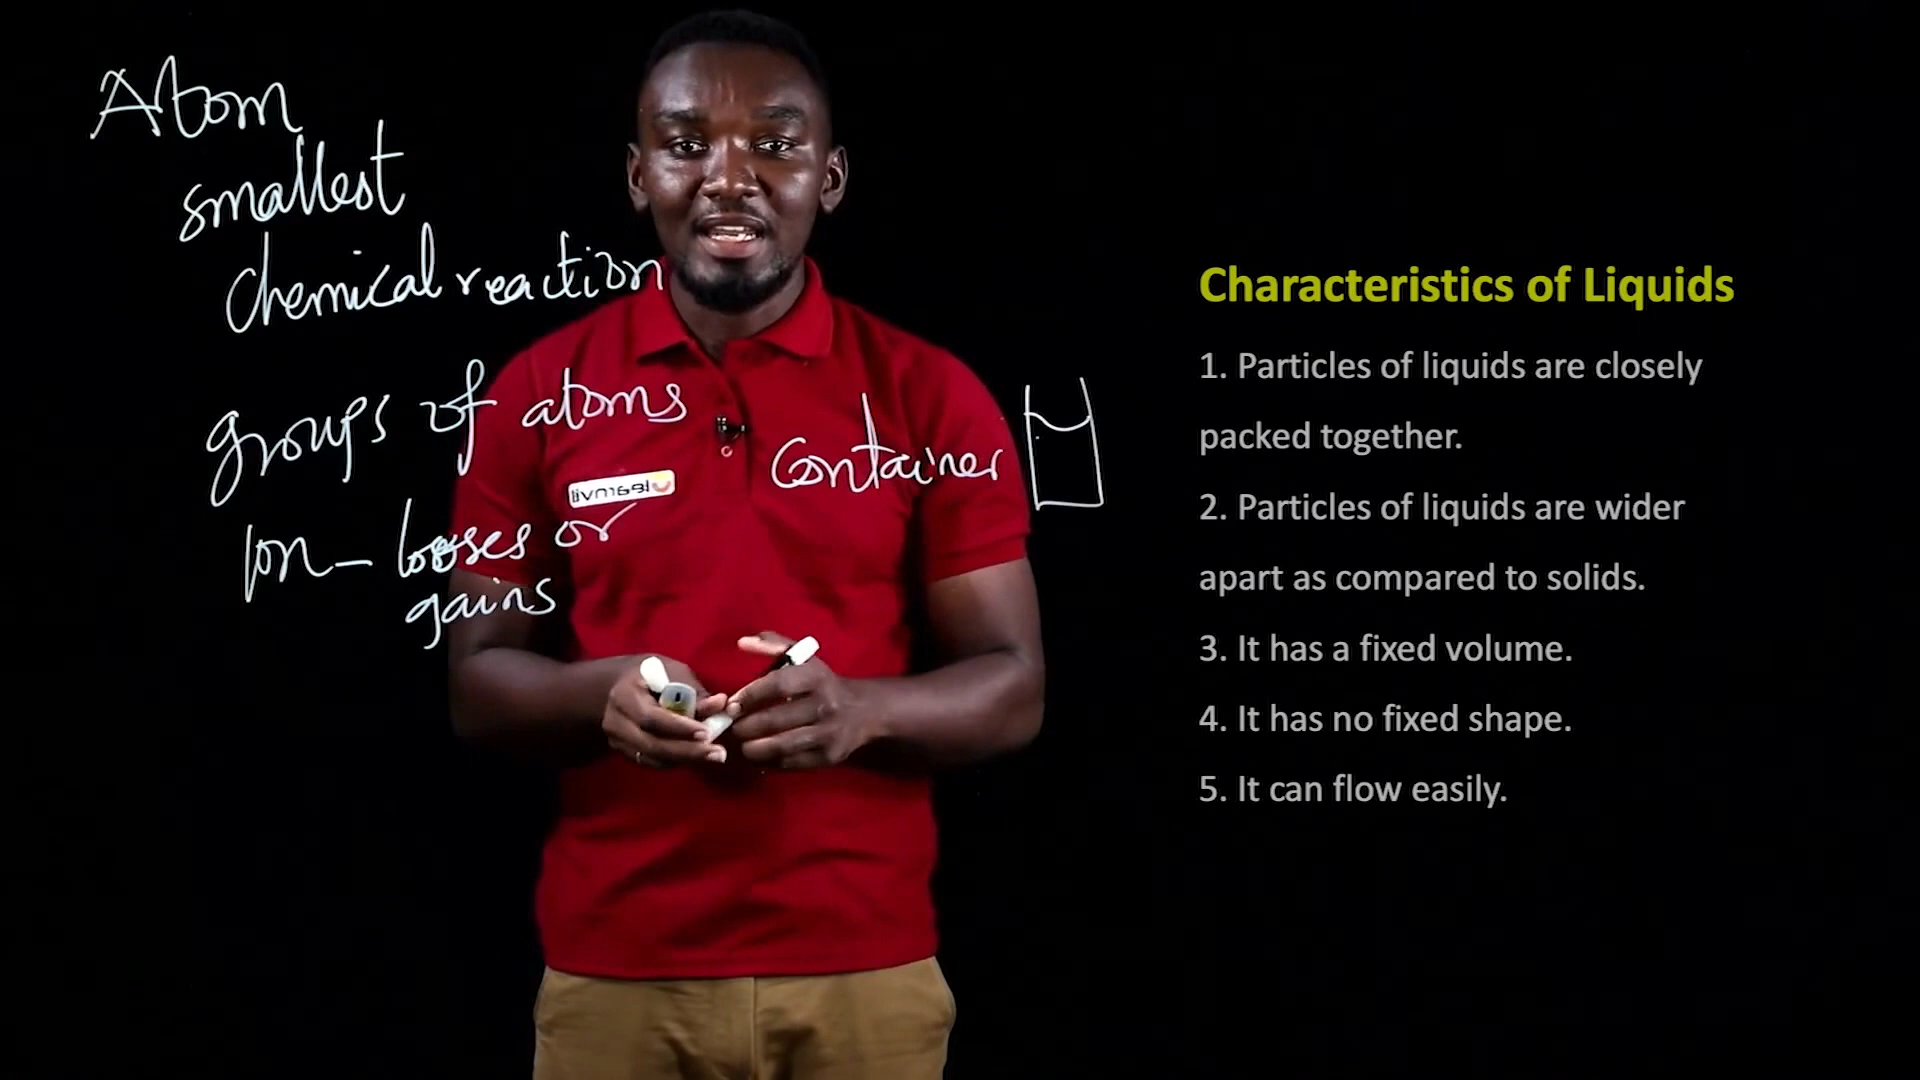 Atom
smallest
chemical reaction
groups of atoms
Ion - looses or
gains
Container
Characteristics of Liquids
1. Particles of liquids are closely
packed together.
2. Particles of liquids are wider
apart as compared to solids.
3. It has a fixed volume.
4. It has no fixed shape.
5. It can flow easily.